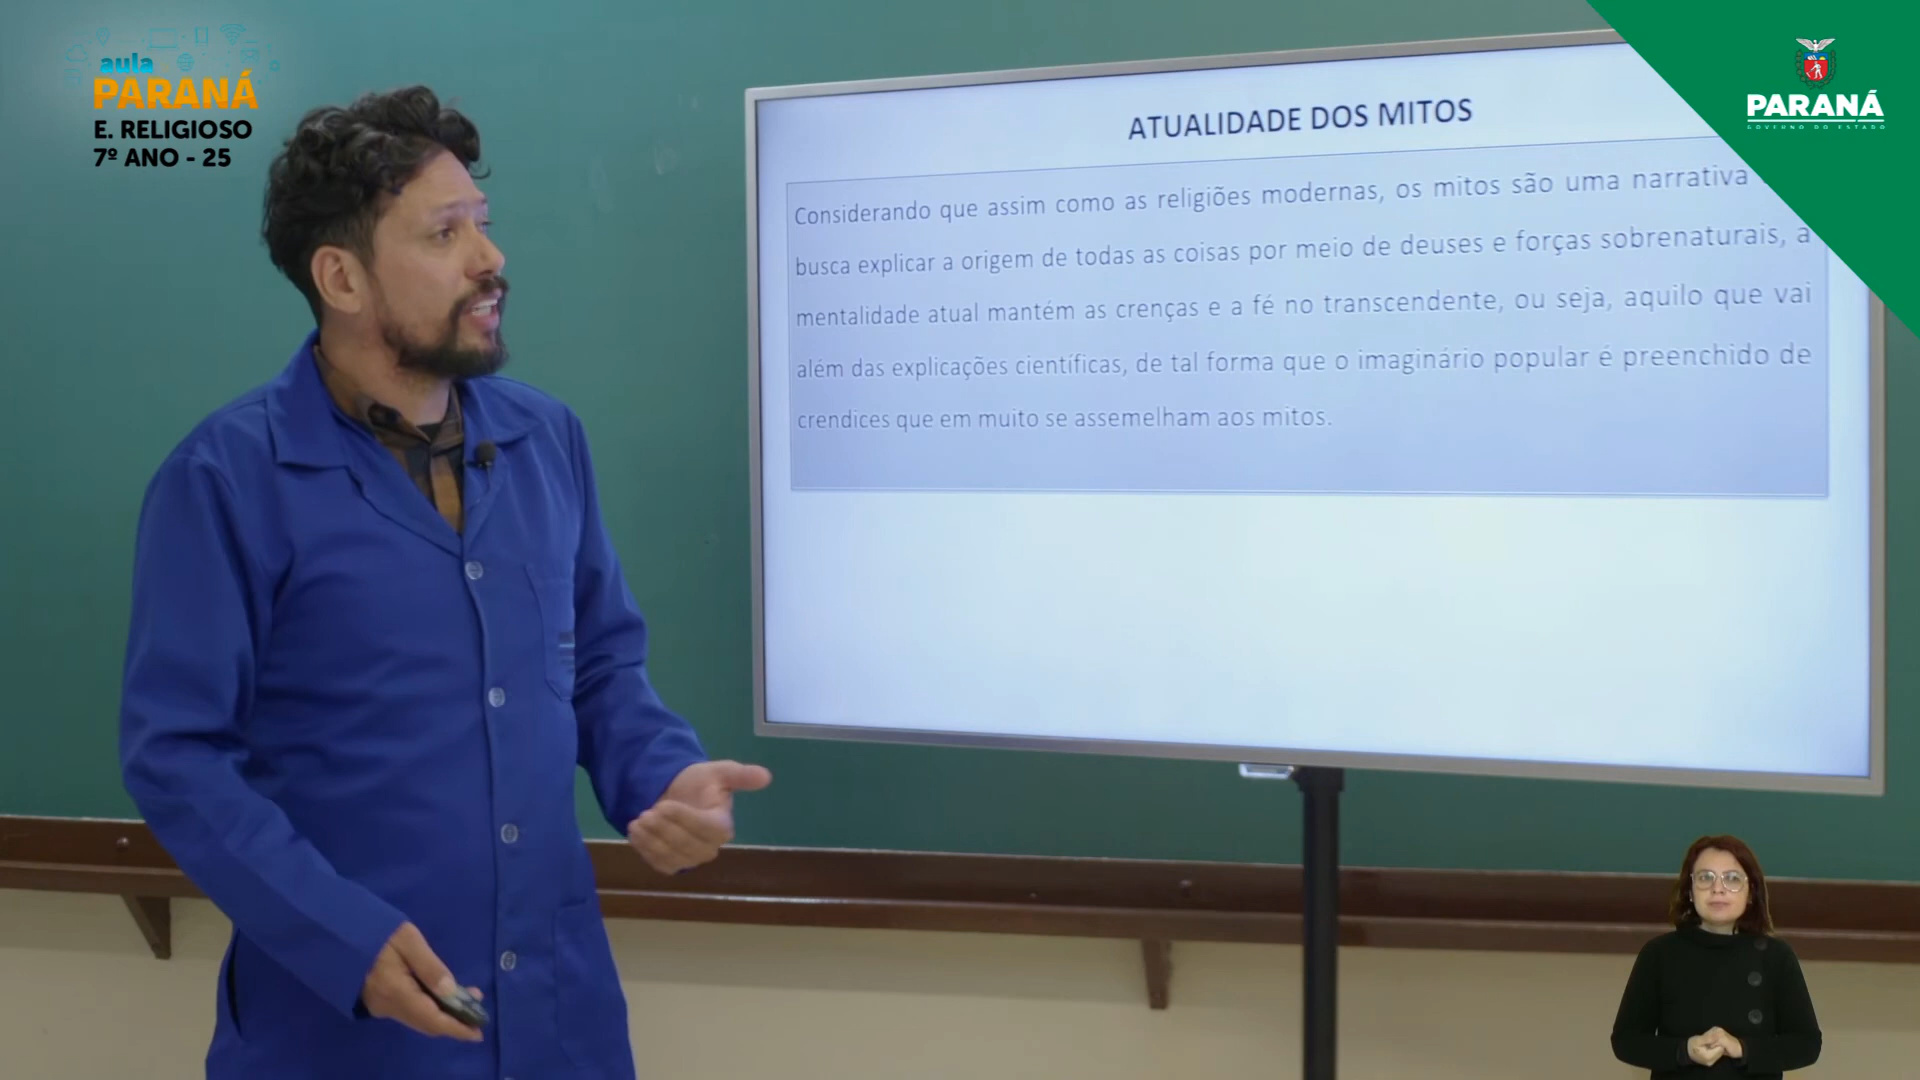 aula
PARANÁ
E. RELIGIOSO
7º ANO - 25
ATUALIDADE DOS MITOS
Considerando que assim como as religiões modernas, os mitos são uma narrativa
busca explicar a origem de todas as coisas por meio de deuses e forças sobrenaturais, a
mentalidade atual mantém as crenças e a fé no transcendente, ou seja, aquilo que vai
além das explicações científicas, de tal forma que o imaginário popular é preenchido de
crendices que em muito se assemelham aos mitos.
PARANÁ
GOVERNO DO ESTADO